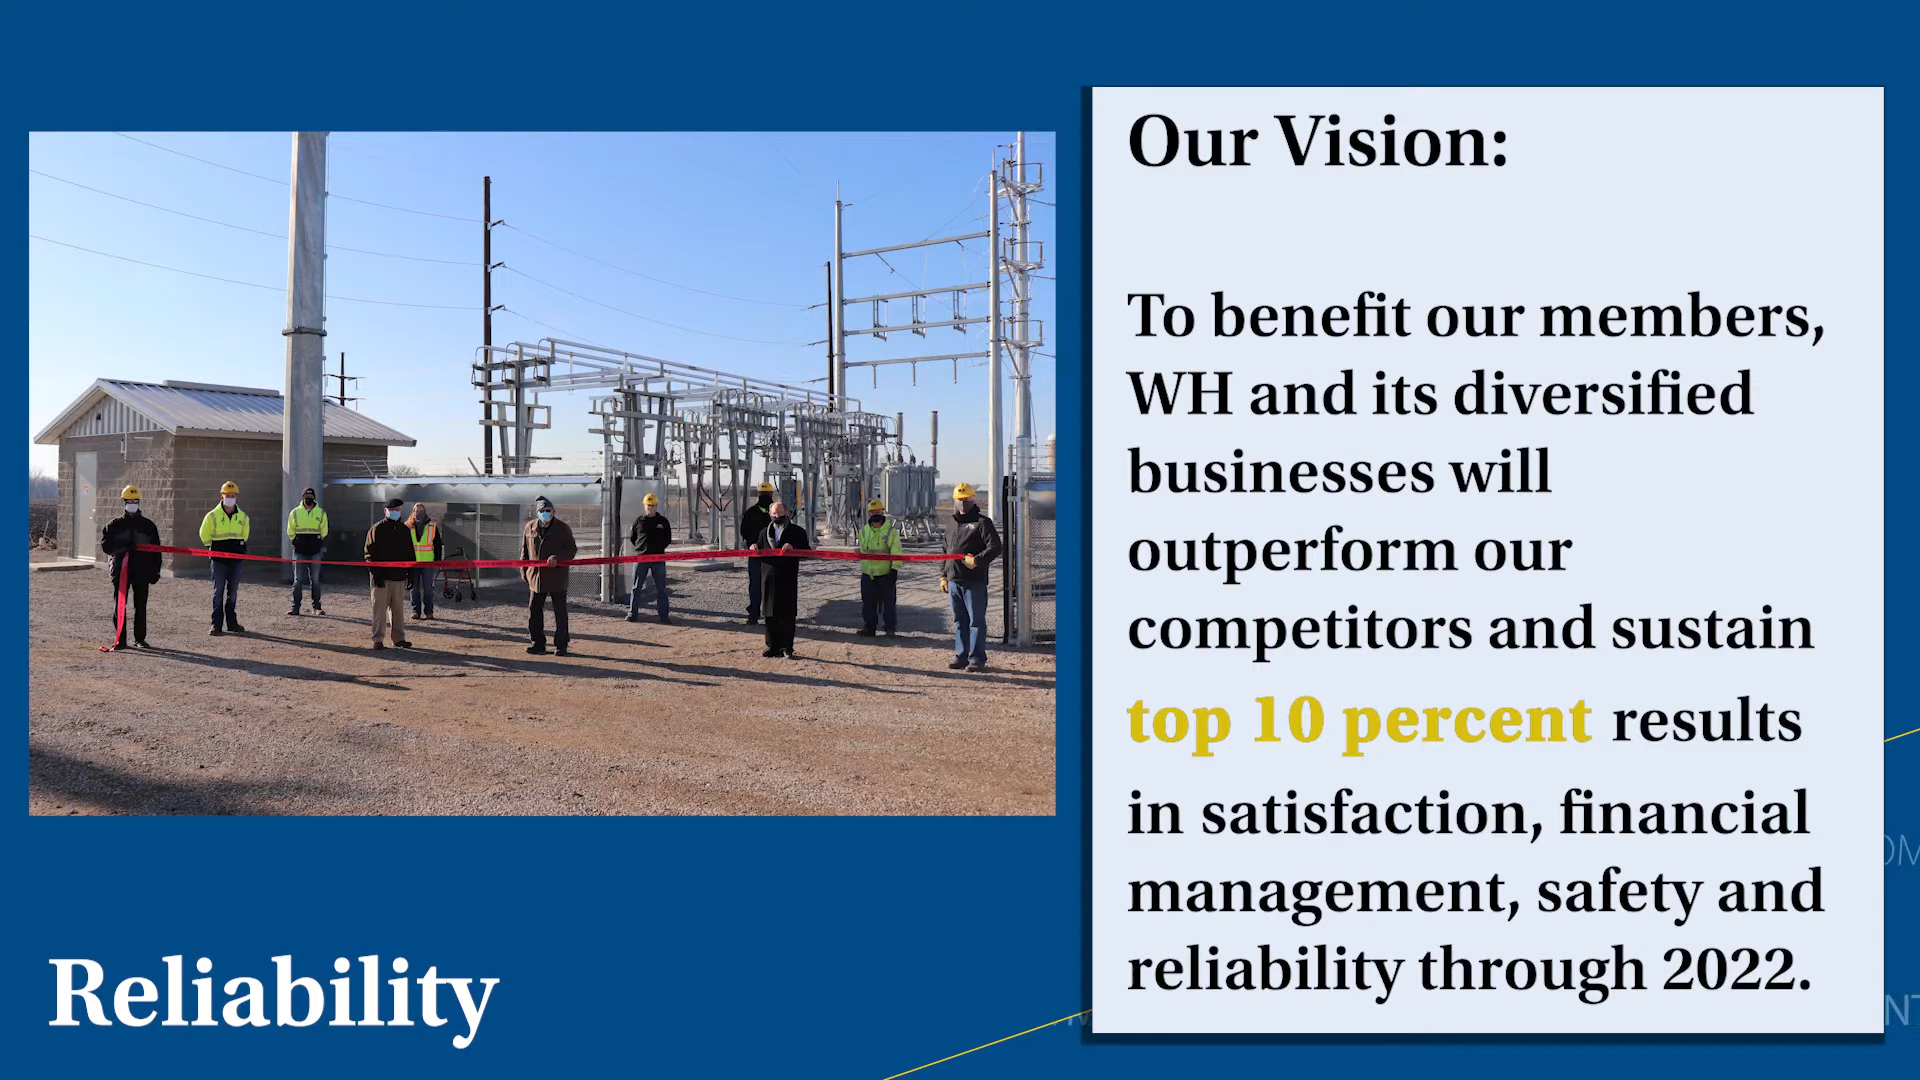 Our Vision:
To benefit our members,
WH and its diversified
businesses will
outperform our
competitors and sustain
top 10 percent results
in satisfaction, financial
management, safety and
reliability through 2022.
Reliability